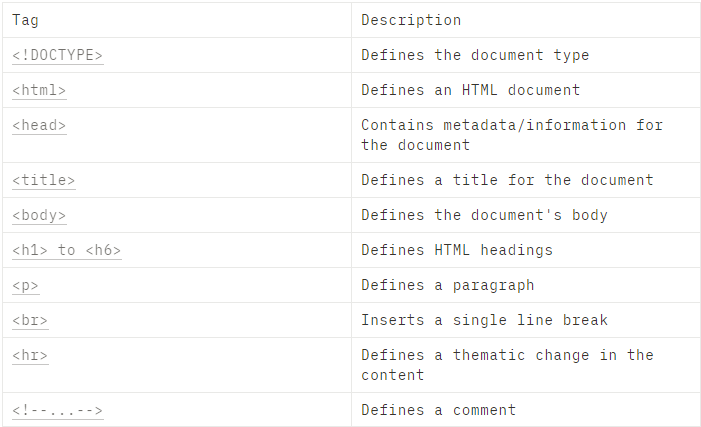 Tag Description
<!DOCTYPE> Defines the document type
<html> Defines an HTML document
<head> Contains metadata/information for
the document
<title> Defines a title for the document
<body> Defines the document's body
<h1> to <h6> Defines HTML headings
<p> Defines a paragraph
<br> Inserts a single line break
<hr> Defines a thematic change in the
content
<!--...--> Defines a comment